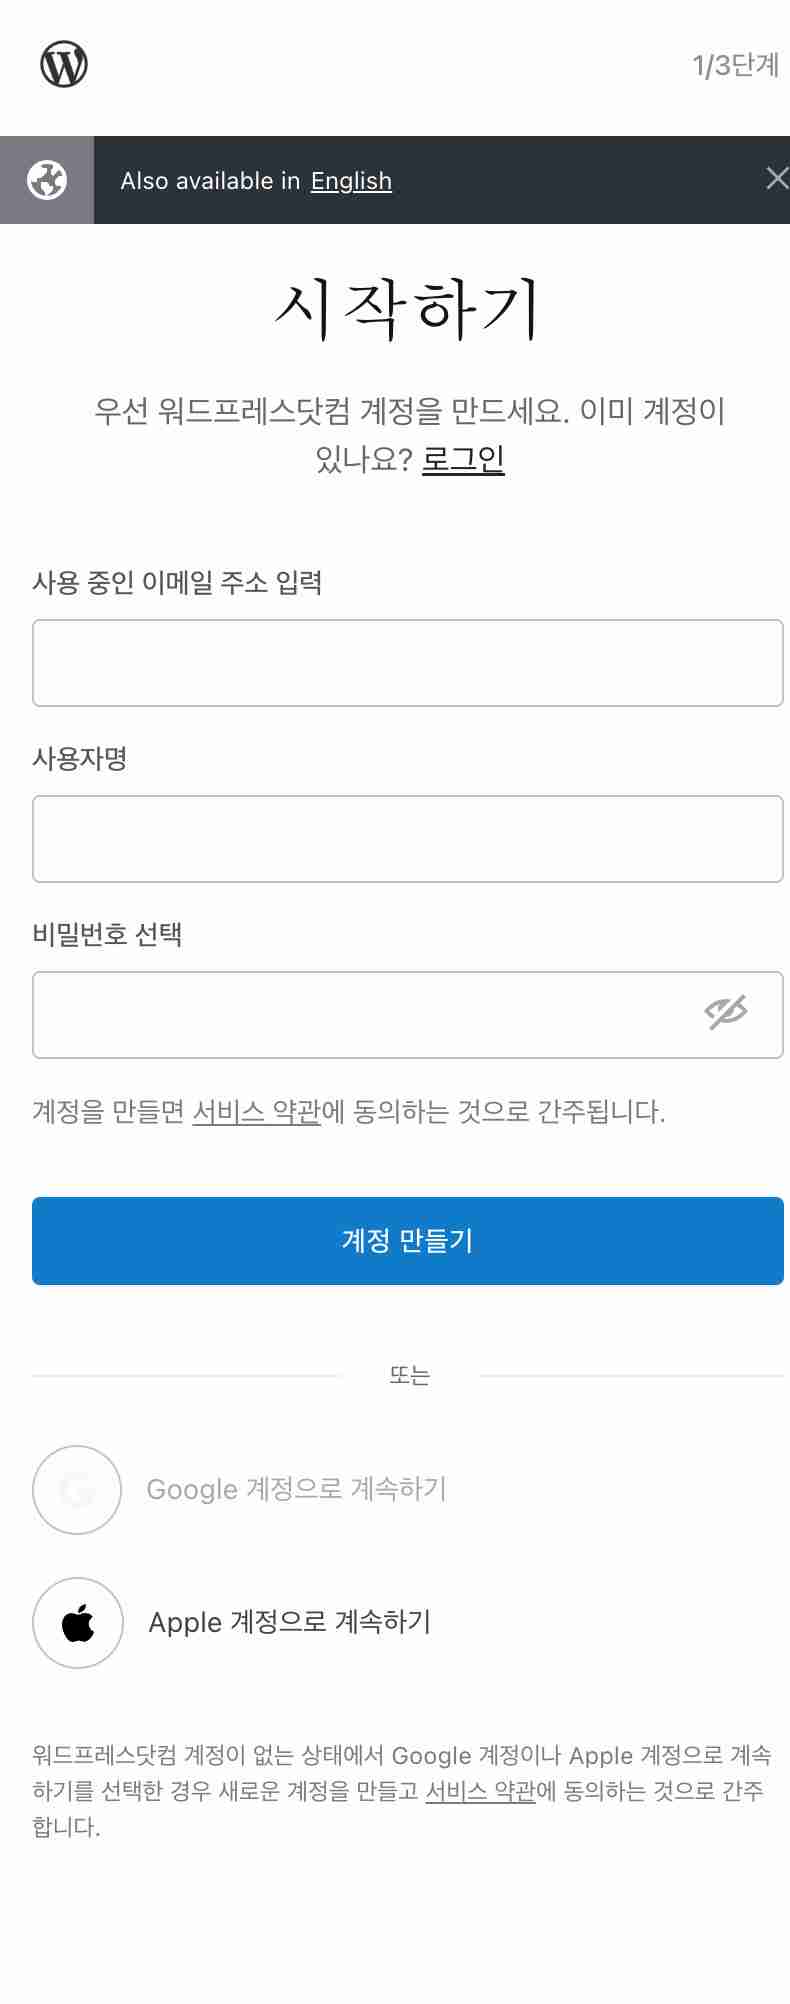 1/3단계
Also available in English
시작하기
우선 워드프레스닷컴 계정을 만드세요. 이미 계정이
있나요? 로그인
사용 중인 이메일 주소 입력
사용자명
비밀번호 선택
계정을 만들면 서비스 약관에 동의하는 것으로 간주됩니다.
계정 만들기
또는
Google 계정으로 계속하기
Apple 계정으로 계속하기
워드프레스닷컴 계정이 없는 상태에서 Google 계정이나 Apple 계정으로 계속
하기를 선택한 경우 새로운 계정을 만들고 서비스 약관에 동의하는 것으로 간주
합니다.